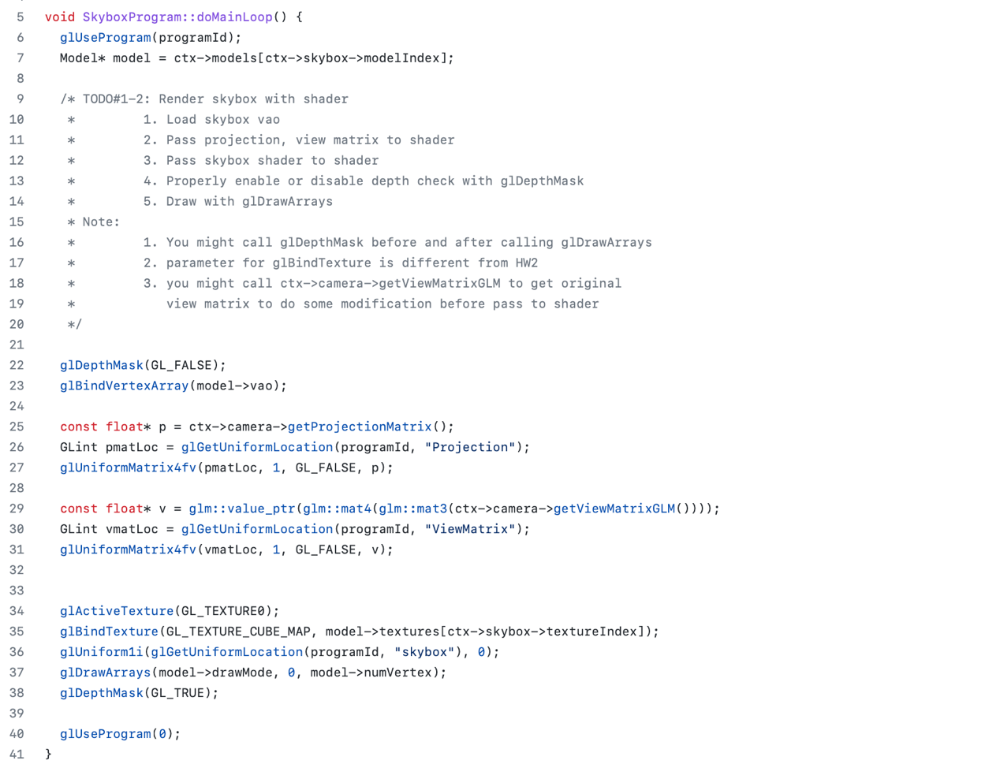 5 void SkyboxProgram::doMainLoop() {
6 glUseProgram(programId);
7 Model* model = ctx->models[ctx->skybox->modelIndex];
8
9 /* TODO#1-2: Render skybox with shader
10 * 1. Load skybox vao
11 * 2. Pass projection, view matrix to shader
12 * 3. Pass skybox shader to shader
13 * 4. Properly enable or disable depth check with glDepthMask
14 * 5. Draw with glDrawArrays
15 * Note:
16 * 1. You might call glDepthMask before and after calling glDrawArrays
17 * 2. parameter for glBindTexture is different from HW2
18 * 3. you might call ctx->camera->getViewMatrixGLM to get original
19 * view matrix to do some modification before pass to shader
20 */
21
22 glDepthMask(GL_FALSE);
23 glBindVertexArray(model->vao);
24
25 const float* p = ctx->camera->getProjectionMatrix();
26 GLint pmatLoc = glGetUniformLocation(programId, "Projection");
27 glUniformMatrix4fv(pmatLoc, 1, GL_FALSE, p);
28
29 const float* v = glm::value_ptr(glm::mat4(glm::mat3(ctx->camera->getViewMatrixGLM())));
30 GLint vmatLoc = glGetUniformLocation(programId, "ViewMatrix");
31 glUniformMatrix4fv(vmatLoc, 1, GL_FALSE, v);
32
33
34 glActiveTexture(GL_TEXTURE0);
35 glBindTexture(GL_TEXTURE_CUBE_MAP, model->textures[ctx->skybox->textureIndex]);
36 glUniform1i(glGetUniformLocation(programId, "skybox"), 0);
37 glDrawArrays(model->drawMode, 0, model->numVertex);
38 glDepthMask(GL_TRUE);
39
40 glUseProgram(0);
41 }